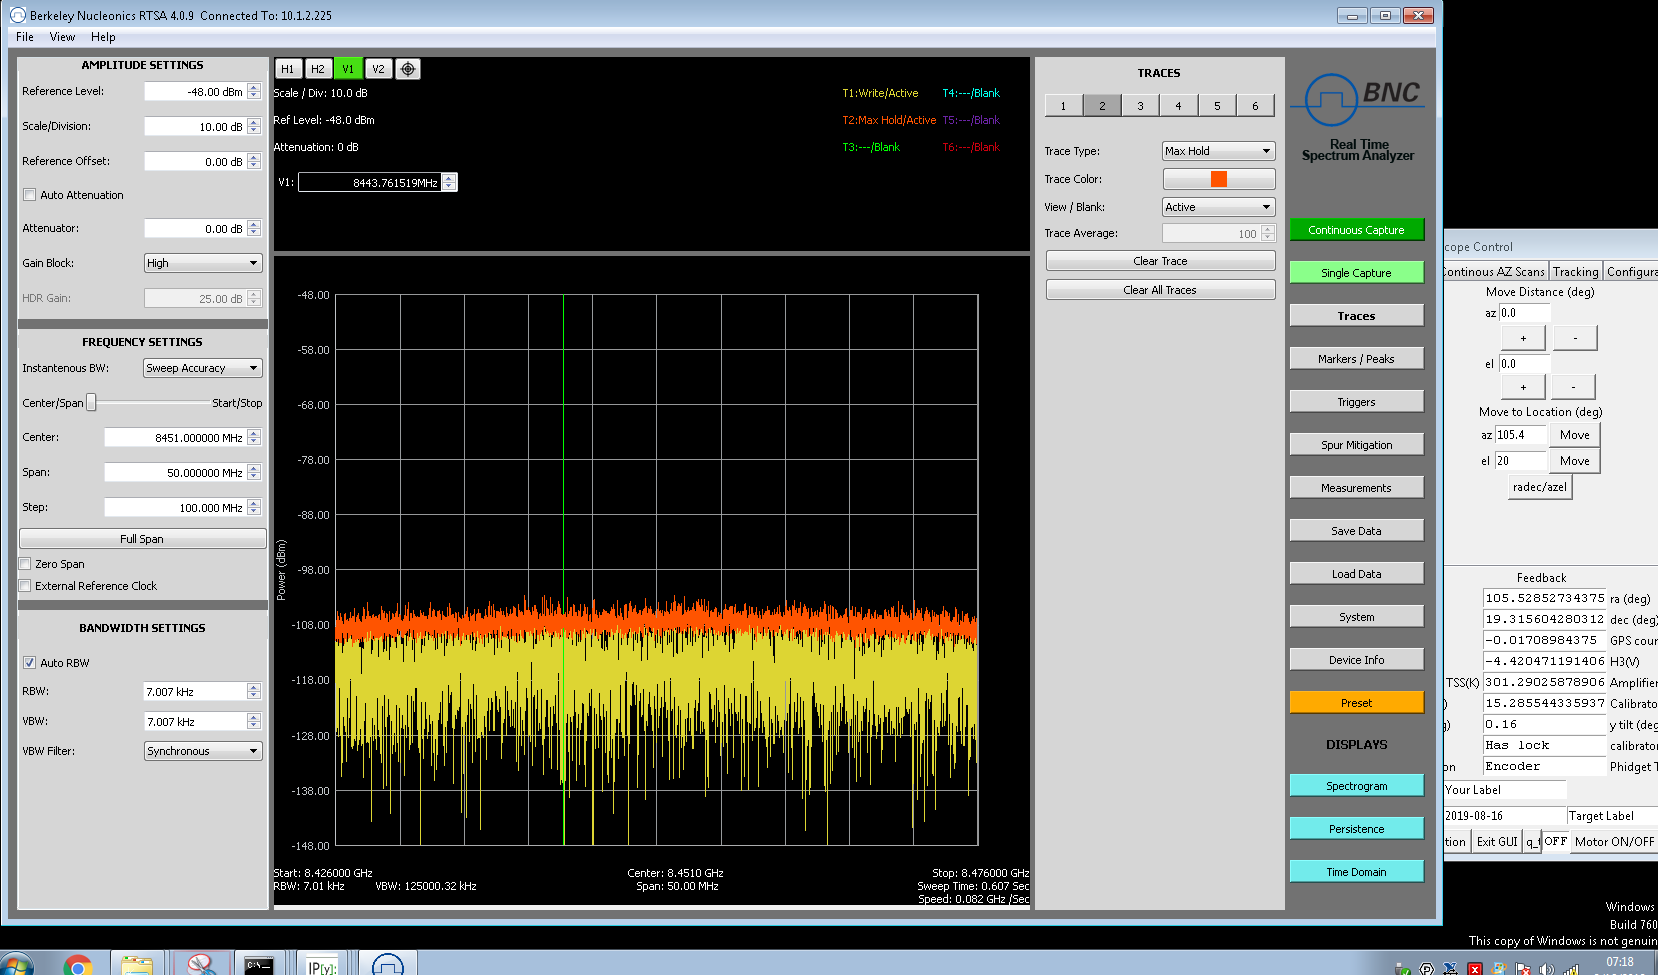 Berkeley Nucleonics RTSA 4.0.9  Connected To: 10.1.2.225
File View Help
AMPLITUDE SETTINGS
Reference Level: -48.00 dBm
Scale/Division: 10.00 dB
Reference Offset: 0.00 dB
Auto Attenuation
Attenuator: 0.00 dB
Gain Block: High
HDR Gain: 25.00 dB
FREQUENCY SETTINGS
Instantenous BW: Sweep Accuracy
Center/Span Start/Stop
Center: 8451.000000 MHz
Span: 50.000000 MHz
Step: 100.000 MHz
Full Span
Zero Span
External Reference Clock
BANDWIDTH SETTINGS
Auto RBW
RBW: 7.007 kHz
VBW: 7.007 kHz
VBW Filter: Synchronous
H1 H2 V1 V2
Scale / Div: 10.0 dB
Ref Level: -48.0 dBm
Attenuation: 0 dB
T1:Write/Active T4:---/Blank
T2:Max Hold/Active T5:---/Blank
T3:---/Blank T6:---/Blank
V1: 8443.761519MHz
-48.00
-58.00
-68.00
-78.00
-88.00
-98.00
-108.00
-118.00
-128.00
-138.00
-148.00
Power (dBm)
Start: 8.426000 GHz Center: 8.4510 GHz Stop: 8.476000 GHz
RBW: 7.01 kHz VBW: 125000.32 kHz Span: 50.00 MHz Sweep Time: 0.607 Sec
Speed: 0.082 GHz /Sec
TRACES
1 2 3 4 5 6
Trace Type: Max Hold
Trace Color:
View / Blank: Active
Trace Average: 100
Clear Trace
Clear All Traces
BNC
Real Time
Spectrum Analyzer
Continuous Capture
Single Capture
Traces
Markers / Peaks
Triggers
Spur Mitigation
Measurements
Save Data
Load Data
System
Device Info
Preset
DISPLAYS
Spectrogram
Persistence
Time Domain
cope Control
Continous AZ Scans Tracking Configura
Move Distance (deg)
az 0.0
+ -
el 0.0
+ -
Move to Location (deg)
az 105.4 Move
el 20 Move
radec/azel
Feedback
105.52852734375 ra (deg)
19.315604280312 dec (deg)
-0.01708984375 GPS cour
-4.420471191406 H3(V)
TSS(K) 301.29025878906 Amplifier
) 15.285544335937 Calibrato
g) 0.16 y tilt (deg
Has lock calibrator
on Encoder Phidget T
Your Label
2019-08-16 Target Label
tion Exit GUI q_t OFF Motor ON/OFF
Windows
Build 760
This copy of Windows is not genuin
C:\
IP[y]:
07:18